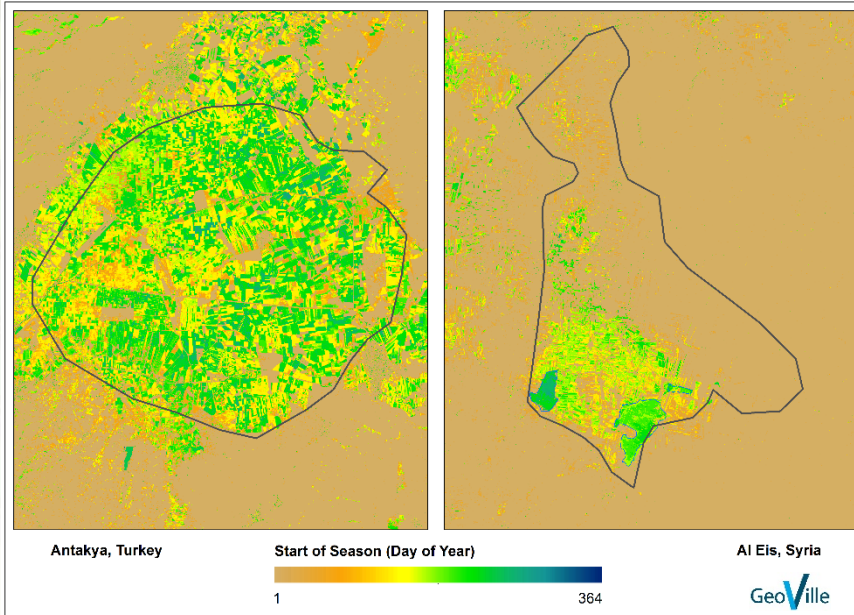 Antakya, Turkey
Start of Season (Day of Year)
Al Eis, Syria
1
364
GeoVille